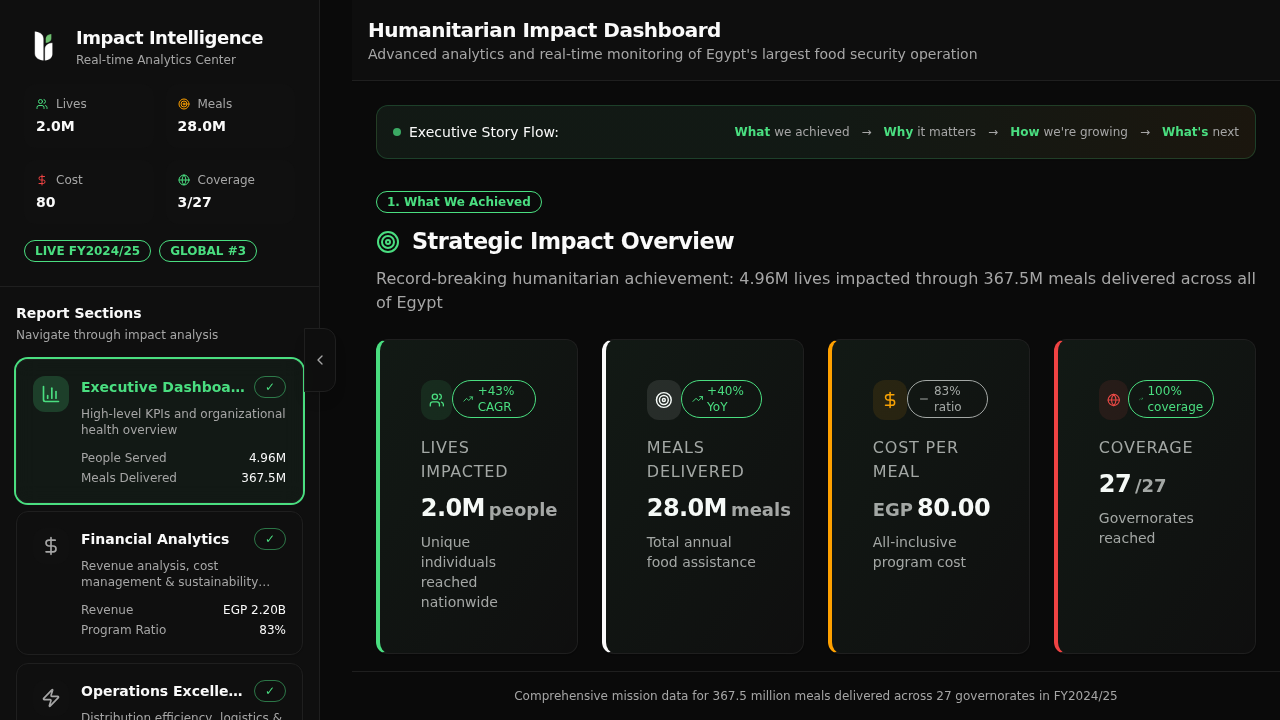 Impact Intelligence
Real-time Analytics Center
Lives
2.0M
Meals
28.0M
Cost
80
Coverage
3/27
LIVE FY2024/25
GLOBAL #3
Report Sections
Navigate through impact analysis
Executive Dashboa...
✓
High-level KPIs and organizational
health overview
People Served 4.96M
Meals Delivered 367.5M
Financial Analytics
✓
Revenue analysis, cost
management & sustainability...
Revenue EGP 2.20B
Program Ratio 83%
Operations Excelle...
✓
Distribution efficiency, logistics &
Humanitarian Impact Dashboard
Advanced analytics and real-time monitoring of Egypt's largest food security operation
Executive Story Flow:
What we achieved → Why it matters → How we're growing → What's next
1. What We Achieved
Strategic Impact Overview
Record-breaking humanitarian achievement: 4.96M lives impacted through 367.5M meals delivered across all
of Egypt
+43%
CAGR
LIVES
IMPACTED
2.0M people
Unique
individuals
reached
nationwide
+40%
YoY
MEALS
DELIVERED
28.0M meals
Total annual
food assistance
83%
ratio
COST PER
MEAL
EGP 80.00
All-inclusive
program cost
100%
coverage
COVERAGE
27 /27
Governorates
reached
Comprehensive mission data for 367.5 million meals delivered across 27 governorates in FY2024/25